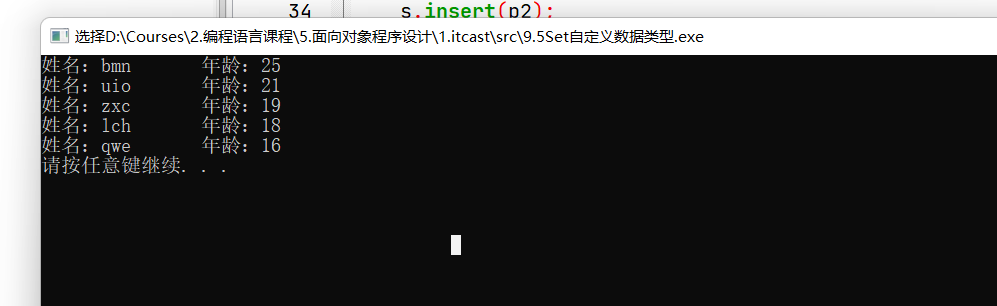 34 s.insert(p2);
选择D:\Courses\2.编程语言课程\5.面向对象程序设计\1.itcast\src\9.5Set自定义数据类型.exe
姓名：bmn 年龄：25
姓名：uio 年龄：21
姓名：zxc 年龄：19
姓名：lch 年龄：18
姓名：qwe 年龄：16
请按任意键继续. . .